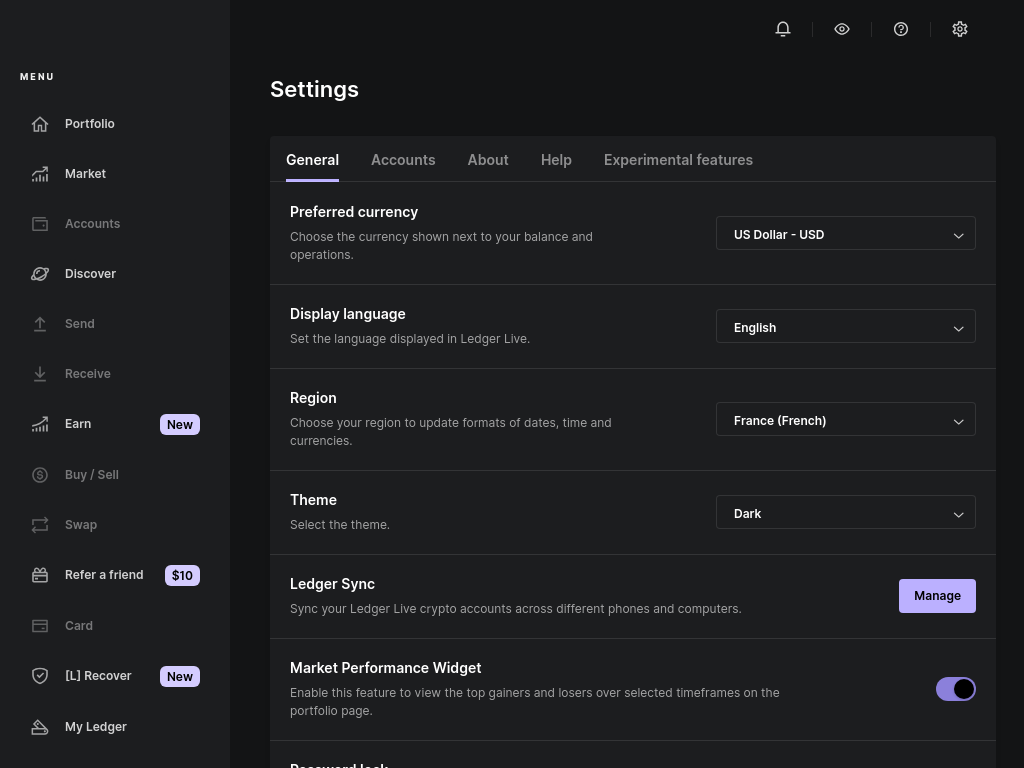 MENU
Portfolio
Market
Accounts
Discover
Send
Receive
Earn New
Buy / Sell
Swap
Refer a friend $10
Card
[L] Recover New
My Ledger
Settings
General Accounts About Help Experimental features
Preferred currency
Choose the currency shown next to your balance and
operations.
US Dollar - USD
Display language
Set the language displayed in Ledger Live.
English
Region
Choose your region to update formats of dates, time and
currencies.
France (French)
Theme
Select the theme.
Dark
Ledger Sync
Sync your Ledger Live crypto accounts across different phones and computers.
Manage
Market Performance Widget
Enable this feature to view the top gainers and losers over selected timeframes on the
portfolio page.
Password lock